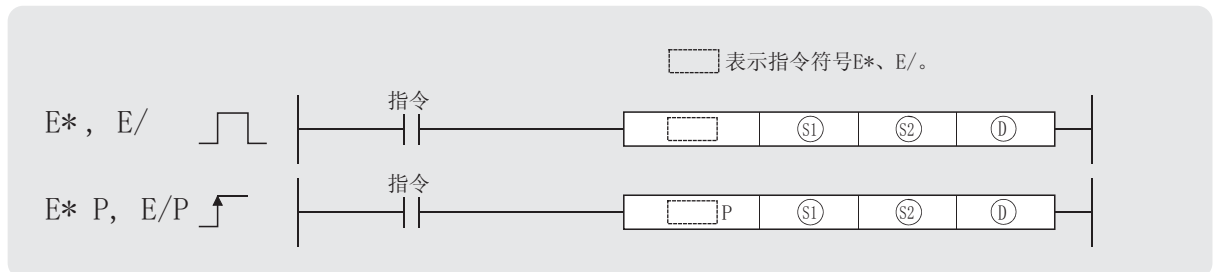 表示指令符号E*、E/。
指令
E*, E/
S1 S2 D
指令
E* P, E/P
P S1 S2 D